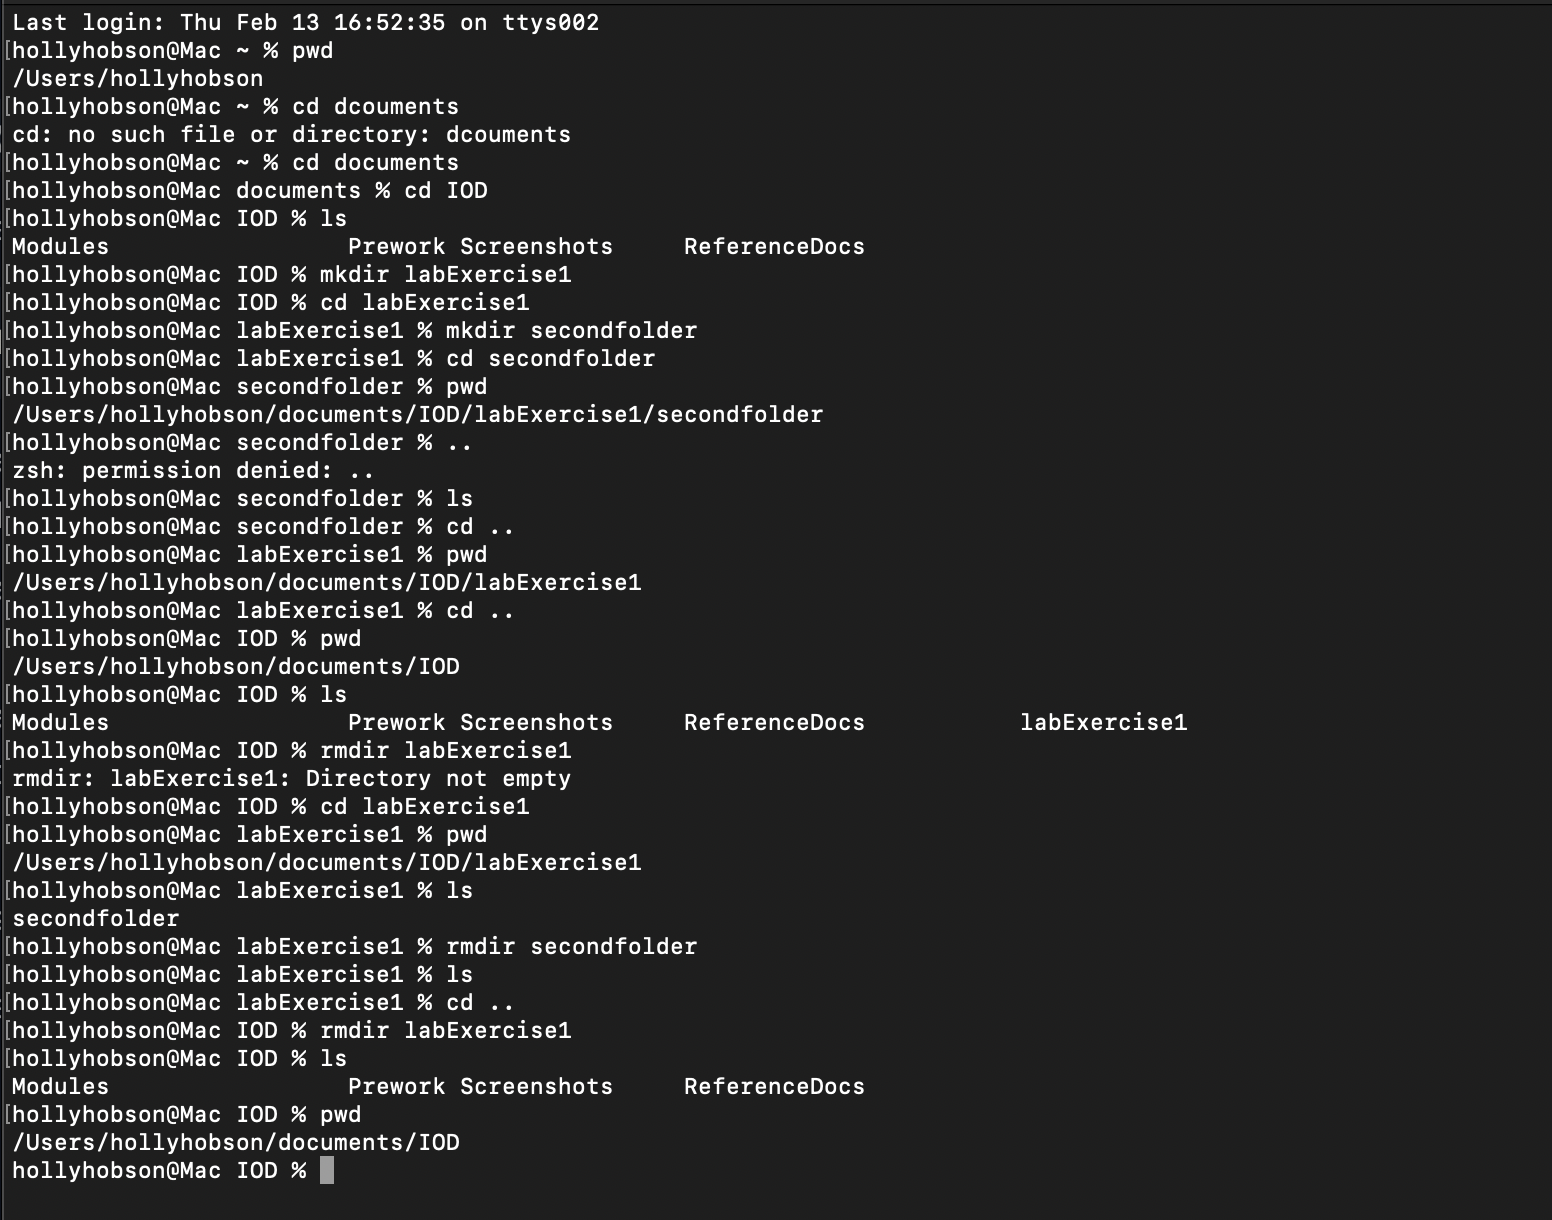 Last login: Thu Feb 13 16:52:35 on ttys002
[hollyhobson@Mac ~ % pwd
/Users/hollyhobson
[hollyhobson@Mac ~ % cd dcouments
cd: no such file or directory: dcouments
[hollyhobson@Mac ~ % cd documents
[hollyhobson@Mac documents % cd IOD
[hollyhobson@Mac IOD % ls
Modules                 Prework Screenshots     ReferenceDocs
[hollyhobson@Mac IOD % mkdir labExercise1
[hollyhobson@Mac IOD % cd labExercise1
[hollyhobson@Mac labExercise1 % mkdir secondfolder
[hollyhobson@Mac labExercise1 % cd secondfolder
[hollyhobson@Mac secondfolder % pwd
/Users/hollyhobson/documents/IOD/labExercise1/secondfolder
[hollyhobson@Mac secondfolder % ..
zsh: permission denied: ..
[hollyhobson@Mac secondfolder % ls
[hollyhobson@Mac secondfolder % cd ..
[hollyhobson@Mac labExercise1 % pwd
/Users/hollyhobson/documents/IOD/labExercise1
[hollyhobson@Mac labExercise1 % cd ..
[hollyhobson@Mac IOD % pwd
/Users/hollyhobson/documents/IOD
[hollyhobson@Mac IOD % ls
Modules                 Prework Screenshots     ReferenceDocs           labExercise1
[hollyhobson@Mac IOD % rmdir labExercise1
rmdir: labExercise1: Directory not empty
[hollyhobson@Mac IOD % cd labExercise1
[hollyhobson@Mac labExercise1 % pwd
/Users/hollyhobson/documents/IOD/labExercise1
[hollyhobson@Mac labExercise1 % ls
secondfolder
[hollyhobson@Mac labExercise1 % rmdir secondfolder
[hollyhobson@Mac labExercise1 % ls
[hollyhobson@Mac labExercise1 % cd ..
[hollyhobson@Mac IOD % rmdir labExercise1
[hollyhobson@Mac IOD % ls
Modules                 Prework Screenshots     ReferenceDocs
[hollyhobson@Mac IOD % pwd
/Users/hollyhobson/documents/IOD
hollyhobson@Mac IOD %